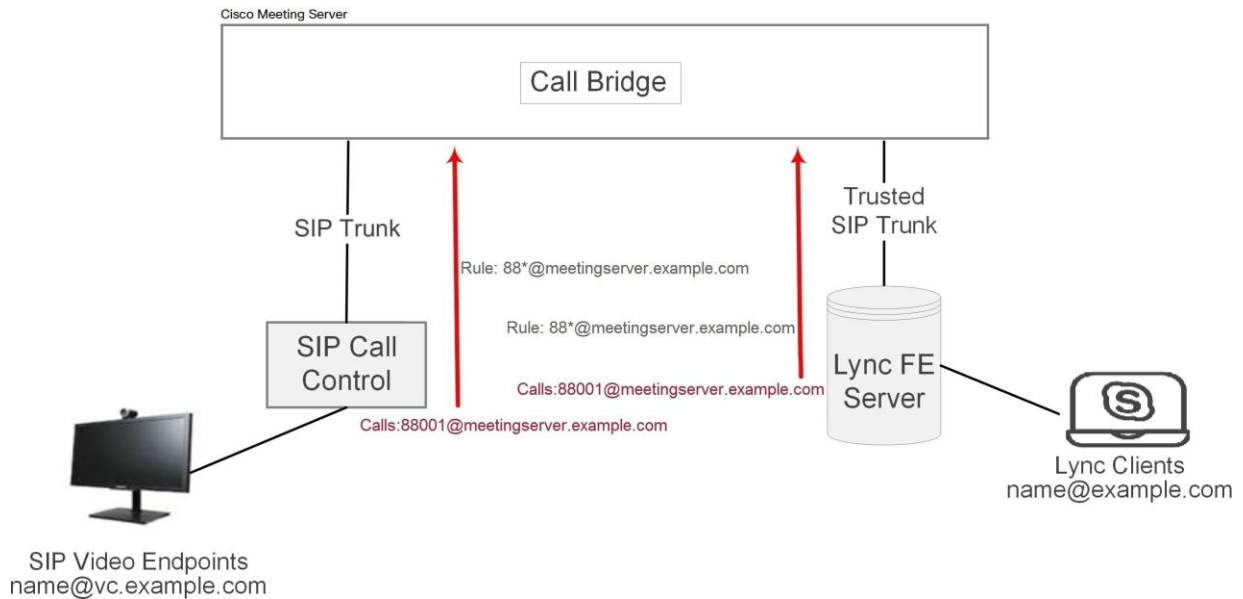 Cisco Meeting Server
Call Bridge
SIP Trunk
Trusted
SIP Trunk
Rule: 88*@meetingserver.example.com
Rule: 88*@meetingserver.example.com
SIP Call
Control
Lync FE
Server
Calls:88001@meetingserver.example.com
Calls:88001@meetingserver.example.com
S
Lync Clients
name@example.com
SIP Video Endpoints
name@vc.example.com